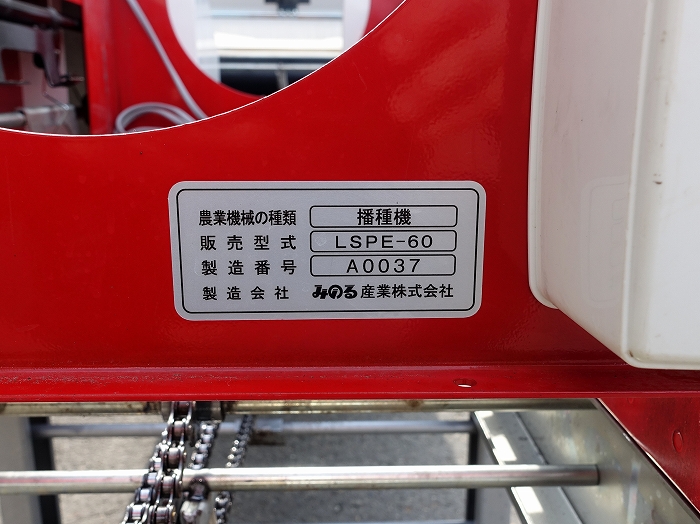 農業機械の種類 播種機
販売型式 LSPE-60
製造番号 A0037
製造会社 みのる産業株式会社